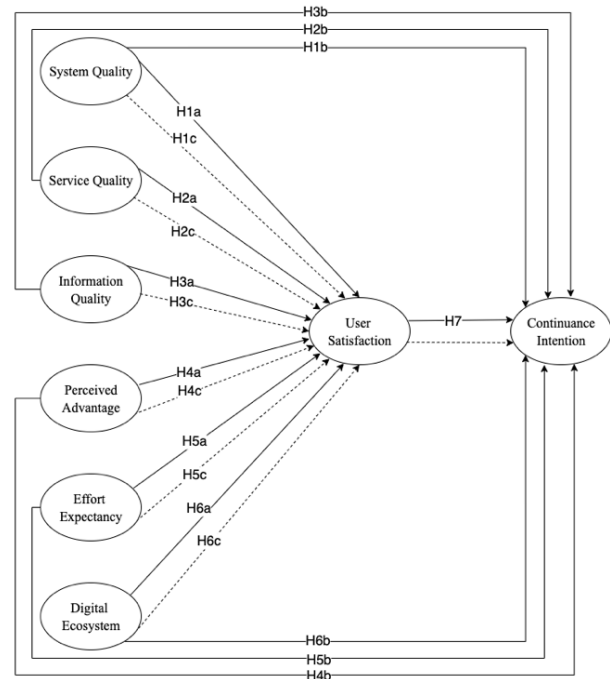 H3b
H2b
H1b
System Quality
H1a
H1c
Service Quality
H2a
H2c
Information
Quality
H3a
H3c
User
Satisfaction
H7
Continuance
Intention
Perceived
Advantage
H4a
H4c
Effort
Expectancy
H5a
H5c
H6a
H6c
Digital
Ecosystem
H6b
H5b
H4b